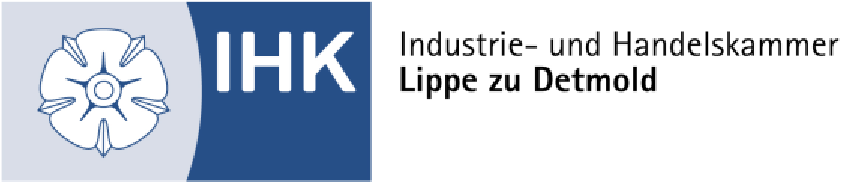 IHK
Industrie- und Handelskammer
Lippe zu Detmold